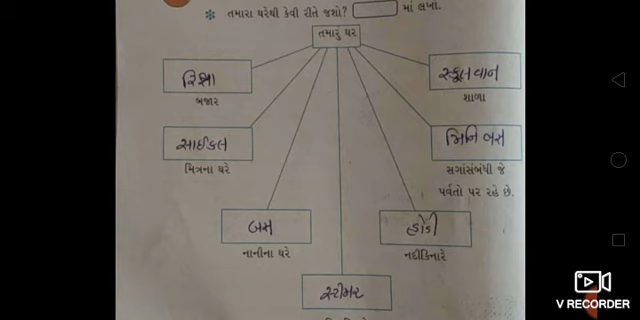 * તમારા ઘરેથી કેવી રીતે જશો? માં લખો.
તમારું ઘર
રિક્ષા
બજાર
સ્કૂલવાન
શાળા
સાઈકલ
મિત્રના ઘરે
મિનિ બસ
સગાંસંબંધી જે
પર્વતો પર રહે છે.
બસ
નાનીના ઘરે
હોડી
નદીકિનારે
સ્ટીમર
V RECORDER